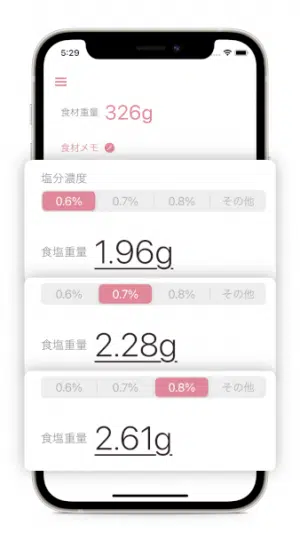 5:29
食材重量 326g
食材メモ
塩分濃度
0.6% 0.7% 0.8% その他
食塩重量 1.96g
0.6% 0.7% 0.8% その他
食塩重量 2.28g
0.6% 0.7% 0.8% その他
食塩重量 2.61g